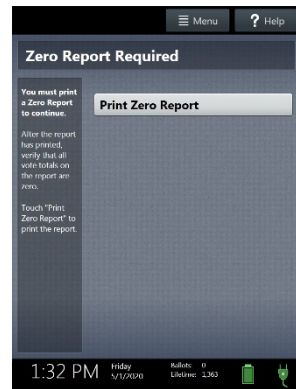 Menu
? Help
Zero Report Required
You must print
a Zero Report
to continue.
Print Zero Report
After the report
has printed,
verify that all
vote totals on
the report are
zero.
Touch "Print
Zero Report" to
print the report.
1:32 PM
Friday
5/1/2020
Ballots: 0
Lifetime: 1,363